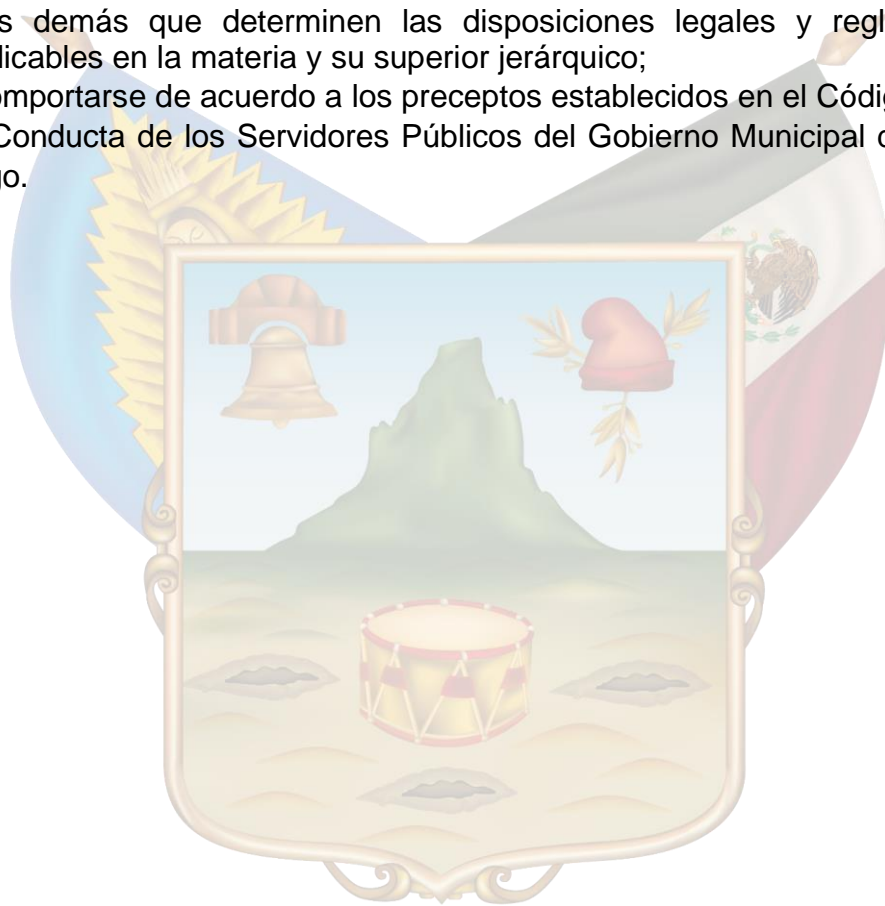 s demás que determinen las disposiciones legales y regl
licables en la materia y su superior jerárquico;
omportarse de acuerdo a los preceptos establecidos en el Códig
Conducta de los Servidores Públicos del Gobierno Municipal
go.